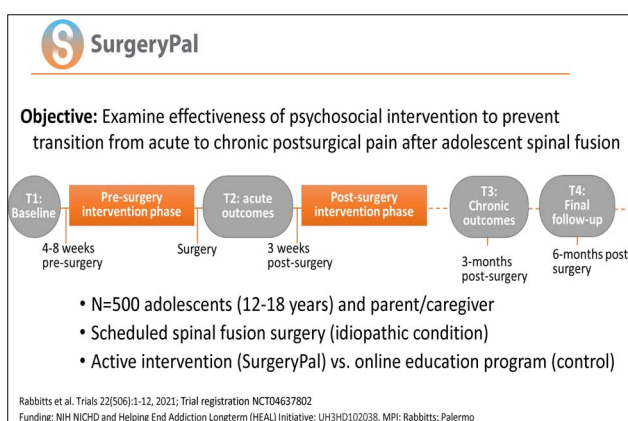 S SurgeryPal
Objective: Examine effectiveness of psychosocial intervention to prevent
transition from acute to chronic postsurgical pain after adolescent spinal fusion
T1:
Baseline
Pre-surgery
intervention phase
T2: acute
outcomes
Post-surgery
intervention phase
T3:
Chronic
outcomes
T4:
Final
follow-up
4-8 weeks
pre-surgery
Surgery
3 weeks
post-surgery
3-months
post-surgery
6-months post
surgery
• N=500 adolescents (12-18 years) and parent/caregiver
• Scheduled spinal fusion surgery (idiopathic condition)
• Active intervention (SurgeryPal) vs. online education program (control)
Rabbitts et al. Trials 22(506):1-12, 2021; Trial registration NCT04637802
Funding: NIH NICHD and Helping End Addiction Longterm (HEAL) Initiative: UH3HD102038, MPI: Rabbitts; Palermo